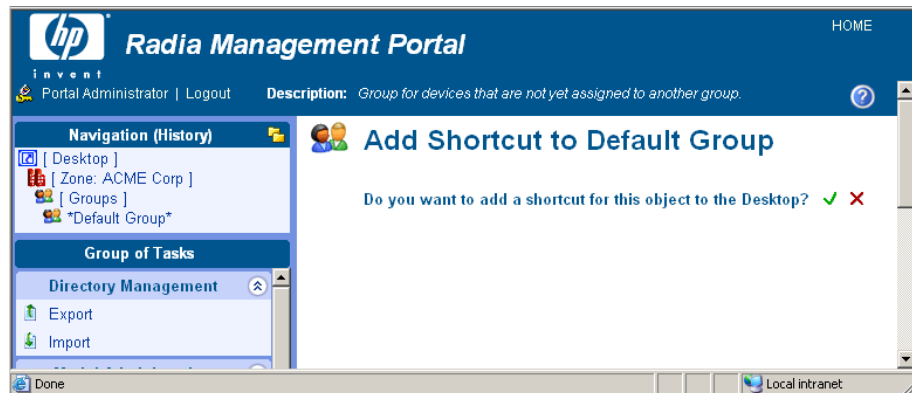 HOME
hp
Radia Management Portal
invent
Portal Administrator | Logout
Description: Group for devices that are not yet assigned to another group.
?
Navigation (History)
[ Desktop ]
[ Zone: ACME Corp ]
[ Groups ]
*Default Group*
Add Shortcut to Default Group
Do you want to add a shortcut for this object to the Desktop?
Group of Tasks
Directory Management
Export
Import
Done
Local intranet